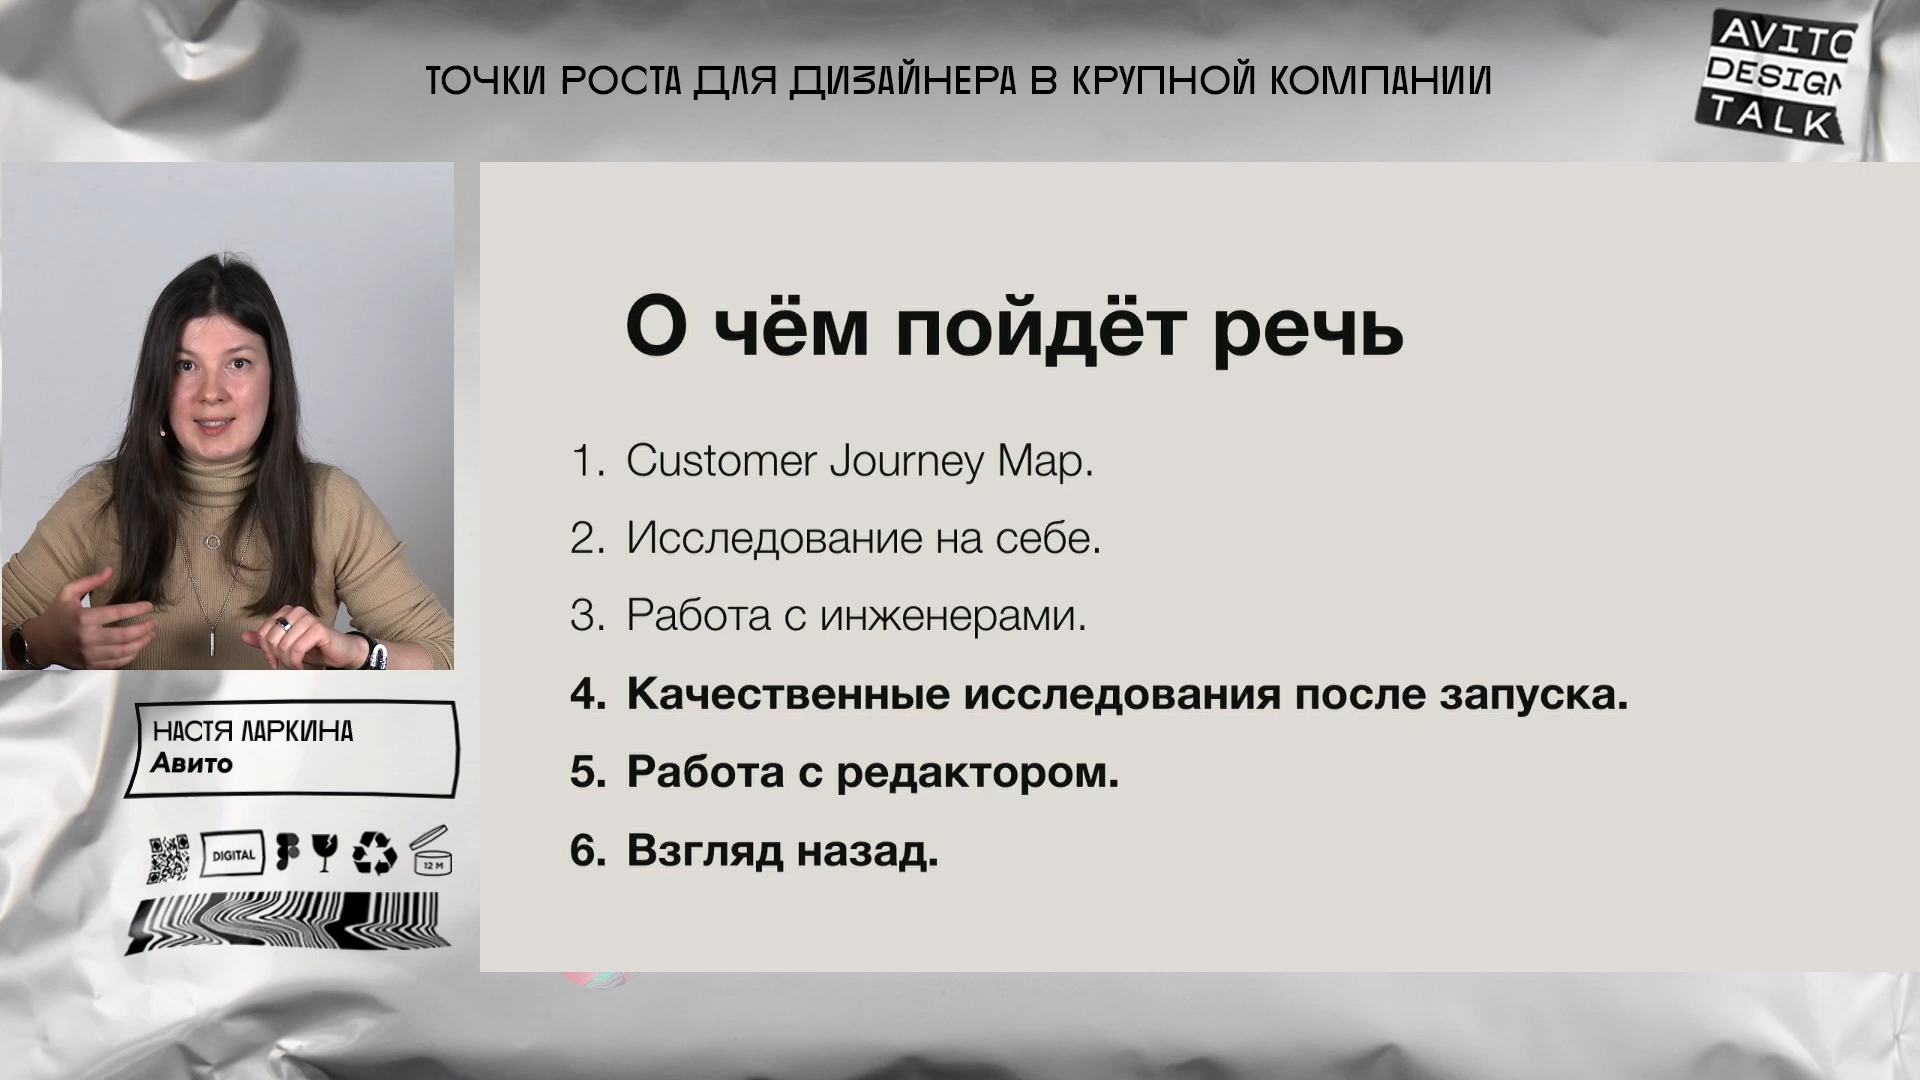 ТОЧКИ РОСТА ДЛЯ ДИЗАЙНЕРА В КРУПНОЙ КОМПАНИИ
AVITO
DESIGN
TALK
О чём пойдёт речь
1. Customer Journey Map.
2. Исследование на себе.
3. Работа с инженерами.
4. Качественные исследования после запуска.
5. Работа с редактором.
6. Взгляд назад.
НАСТЯ ЛАРКИНА
Авито
DIGITAL
12 M